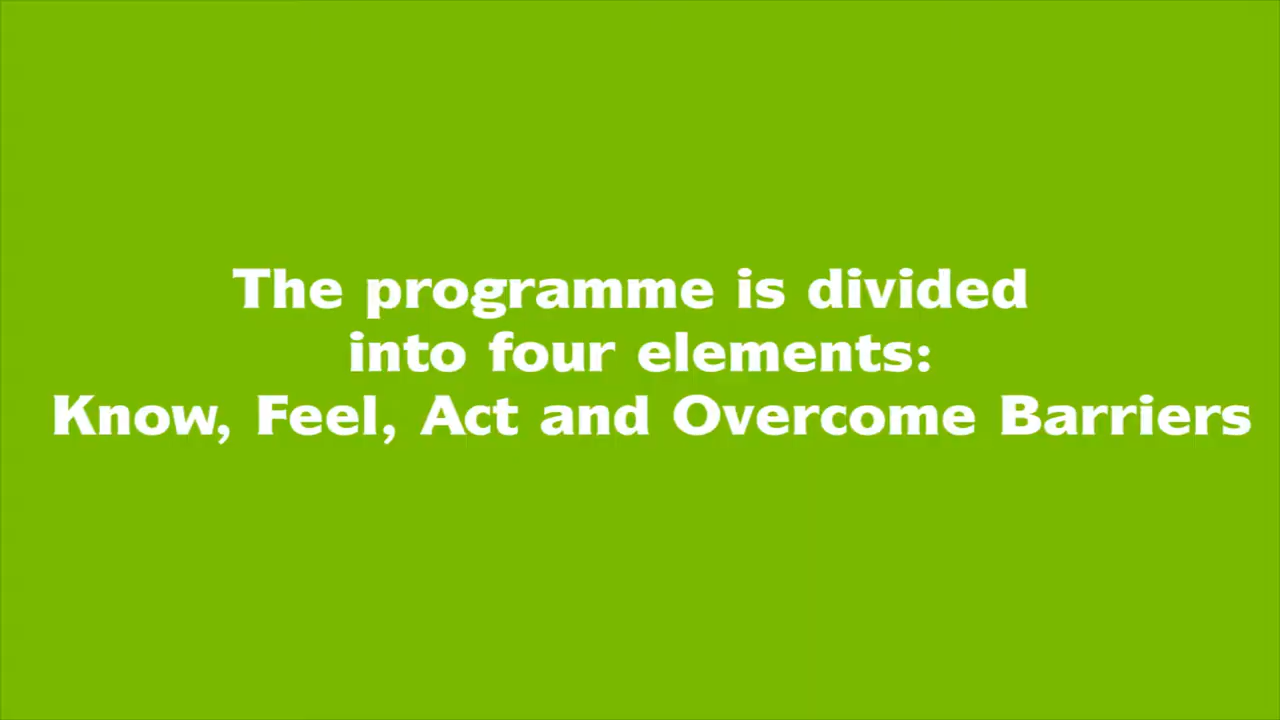 The programme is divided
into four elements:
Know, Feel, Act and Overcome Barriers